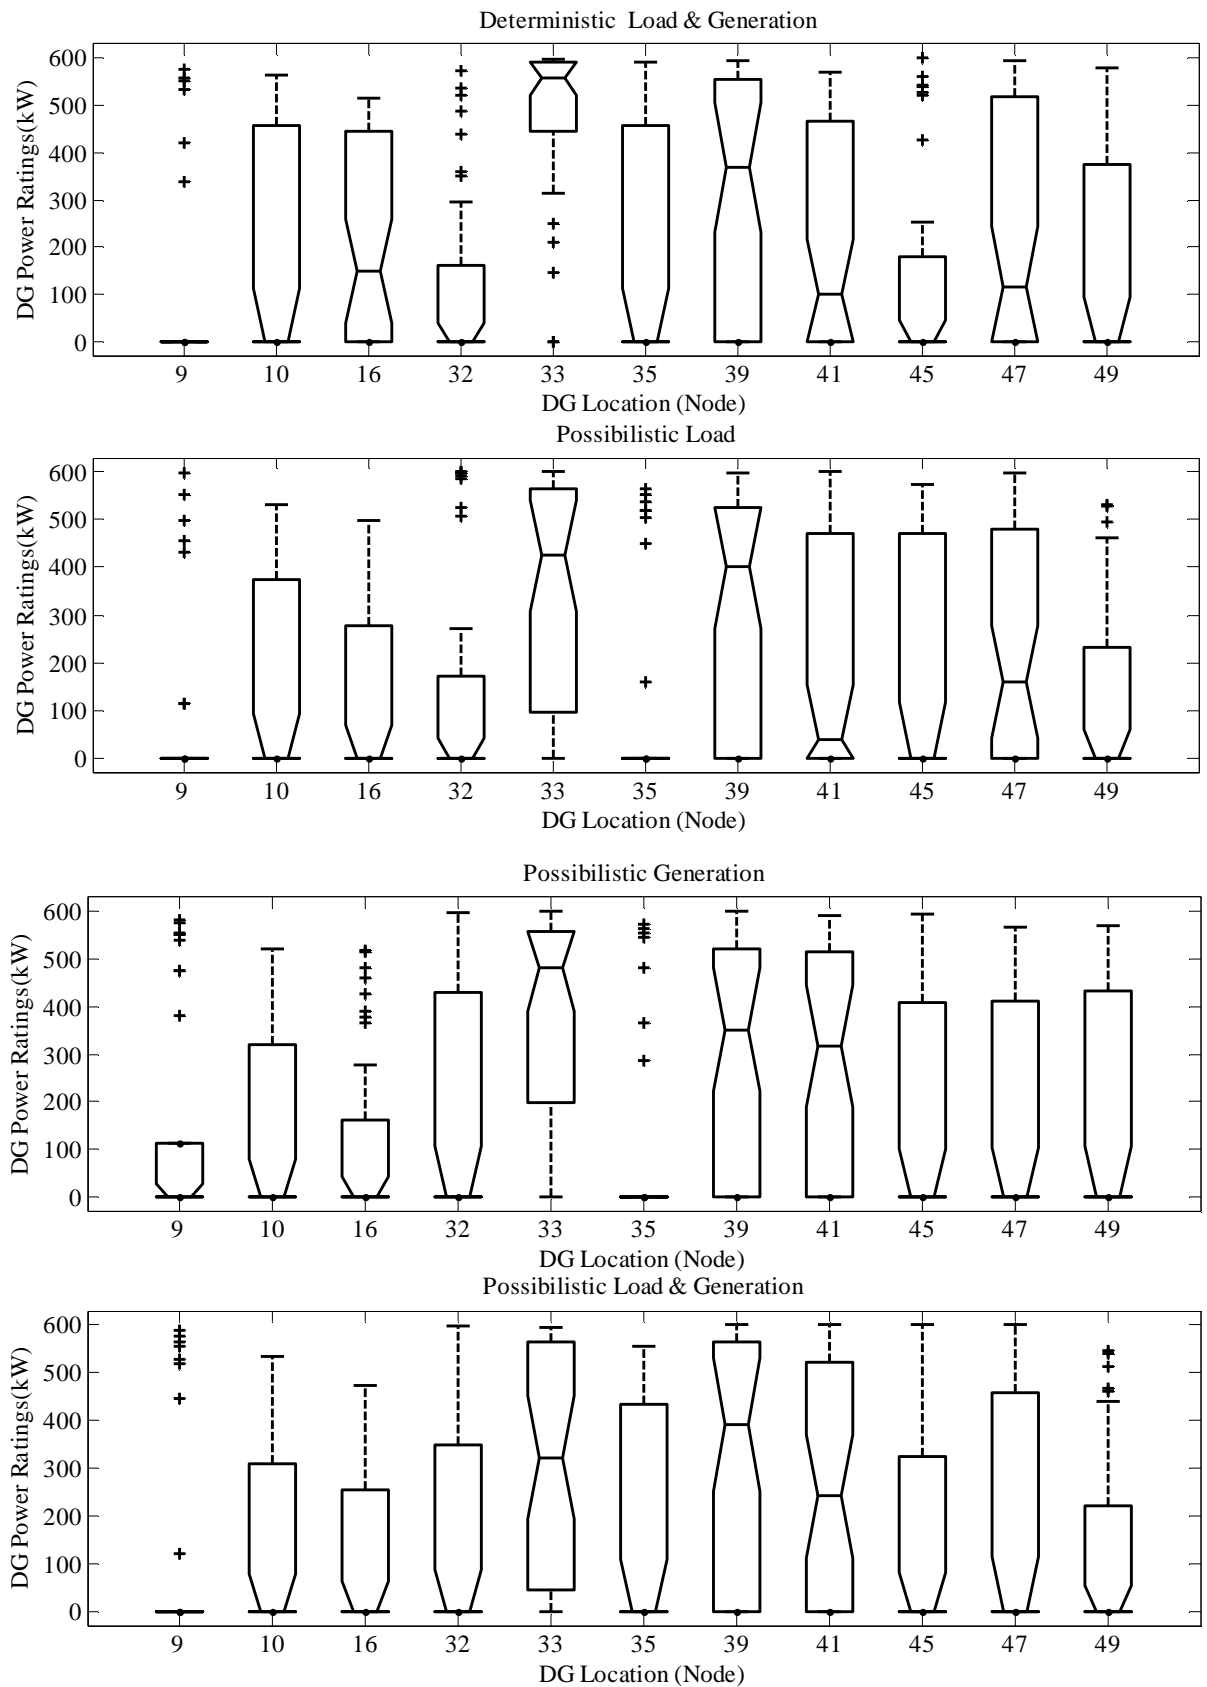 Deterministic Load & Generation
DG Power Ratings(kW)
600
500
400
300
200
100
0
9 10 16 32 33 35 39 41 45 47 49
DG Location (Node)
Possibilistic Load
DG Power Ratings(kW)
600
500
400
300
200
100
0
9 10 16 32 33 35 39 41 45 47 49
DG Location (Node)
Possibilistic Generation
DG Power Ratings(kW)
600
500
400
300
200
100
0
9 10 16 32 33 35 39 41 45 47 49
DG Location (Node)
Possibilistic Load & Generation
DG Power Ratings(kW)
600
500
400
300
200
100
0
9 10 16 32 33 35 39 41 45 47 49
DG Location (Node)